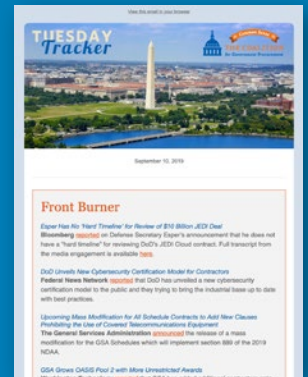 View this email in your browser
TUESDAY
Tracker
THE COALITION
for Government Procurement
September 10, 2019
Front Burner
Esper Has No 'Hard Timeline' for Review of $10 Billion JEDI Deal
Bloomberg reported on Defense Secretary Esper's announcement that he does not
have a "hard timeline" for reviewing DoD's JEDI Cloud contract. Full transcript from
the media engagement is available here.
DoD Unveils New Cybersecurity Certification Model for Contractors
Federal News Network reported that DoD has unveiled a new cybersecurity
certification model to the public and they trying to bring the industrial base up to date
with best practices.
Upcoming Mass Modification for All Schedule Contracts to Add New Clauses
Prohibiting the Use of Covered Telecommunications Equipment
The General Services Administration announced the release of a mass
modification for the GSA Schedules which will implement section 889 of the 2019
NDAA.
GSA Grows OASIS Pool 2 with More Unrestricted Awards